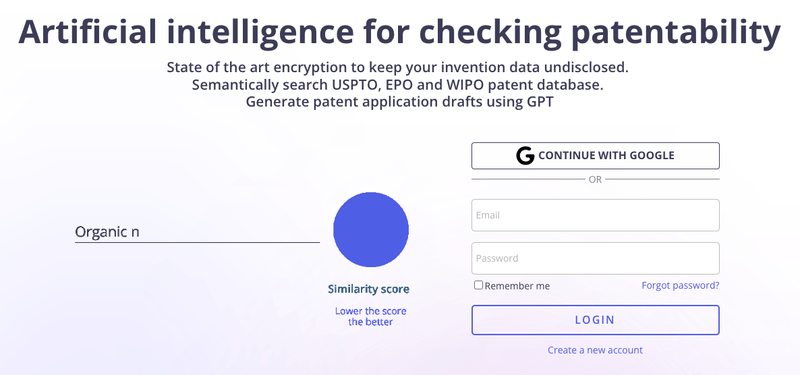 Artificial intelligence for checking patentability
State of the art encryption to keep your invention data undisclosed.
Semantically search USPTO, EPO and WIPO patent database.
Generate patent application drafts using GPT
Organic n
Similarity score
Lower the score
the better
G CONTINUE WITH GOOGLE
OR
Email
Password
Remember me
Forgot password?
LOGIN
Create a new account